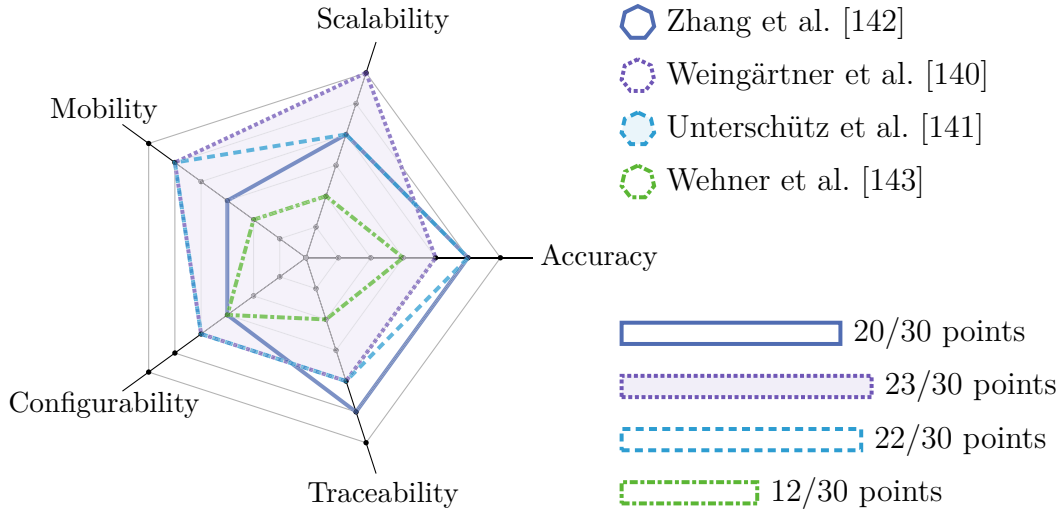 Scalability
Mobility
Accuracy
Configurability
Traceability
Zhang et al. [142]
Weingärtner et al. [140]
Unterschütz et al. [141]
Wehner et al. [143]
20/30 points
23/30 points
22/30 points
12/30 points